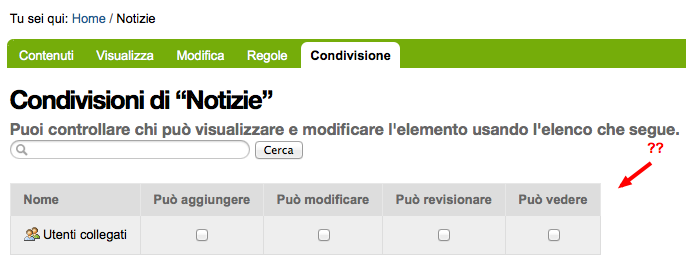 Tu sei qui: Home / Notizie
Contenuti Visualizza Modifica Regole Condivisione
Condivisioni di “Notizie”
Puoi controllare chi può visualizzare e modificare l'elemento usando l'elenco che segue.
Cerca
??
Nome Può aggiungere Può modificare Può revisionare Può vedere
Utenti collegati